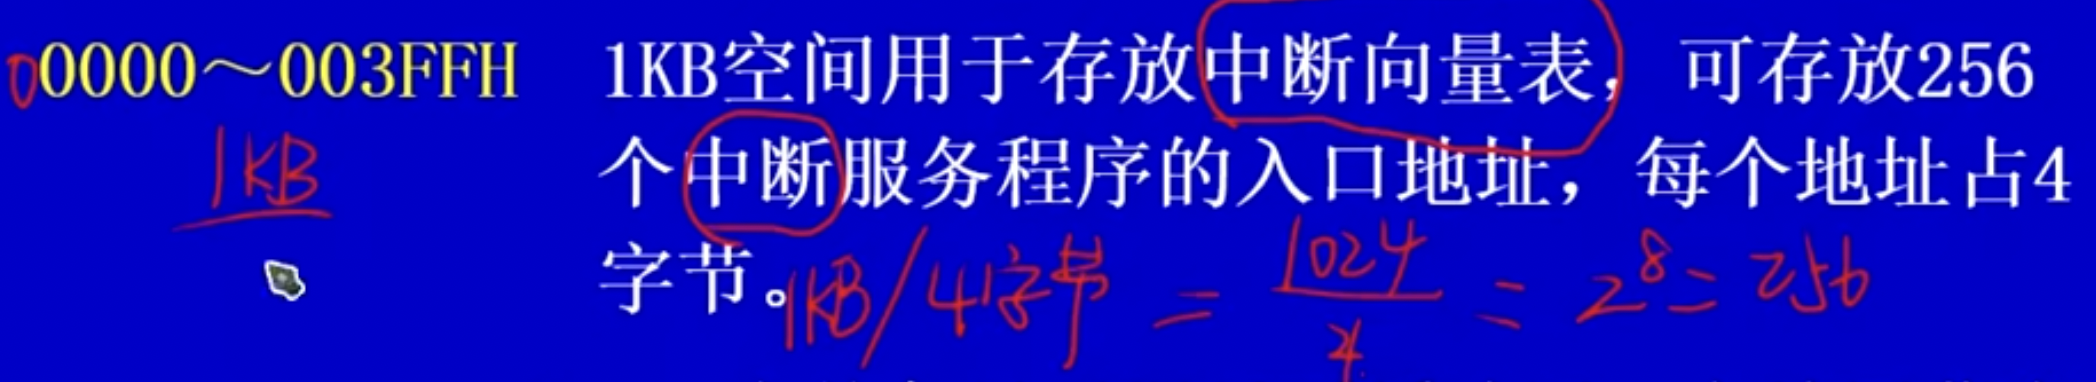 00000～003FFH 1KB空间用于存放中断向量表，可存放256
1KB 个中断服务程序的入口地址，每个地址占4
字节。
1KB/4字节 = 1024/4 = 2^8 = 256